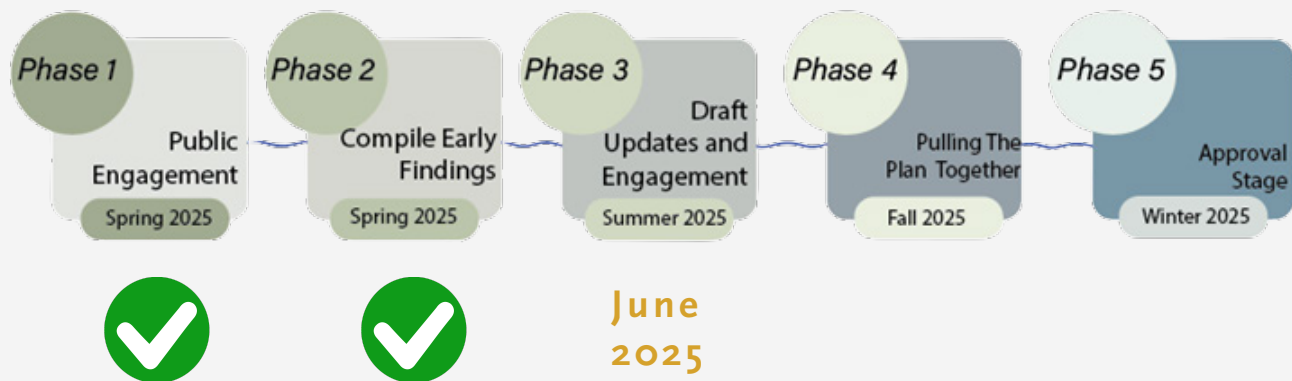 Phase 1
Public
Engagement
Spring 2025
Phase 2
Compile Early
Findings
Spring 2025
Phase 3
Draft
Updates and
Engagement
Summer 2025
Phase 4
Pulling The
Plan Together
Fall 2025
Phase 5
Approval
Stage
Winter 2025
June
2025